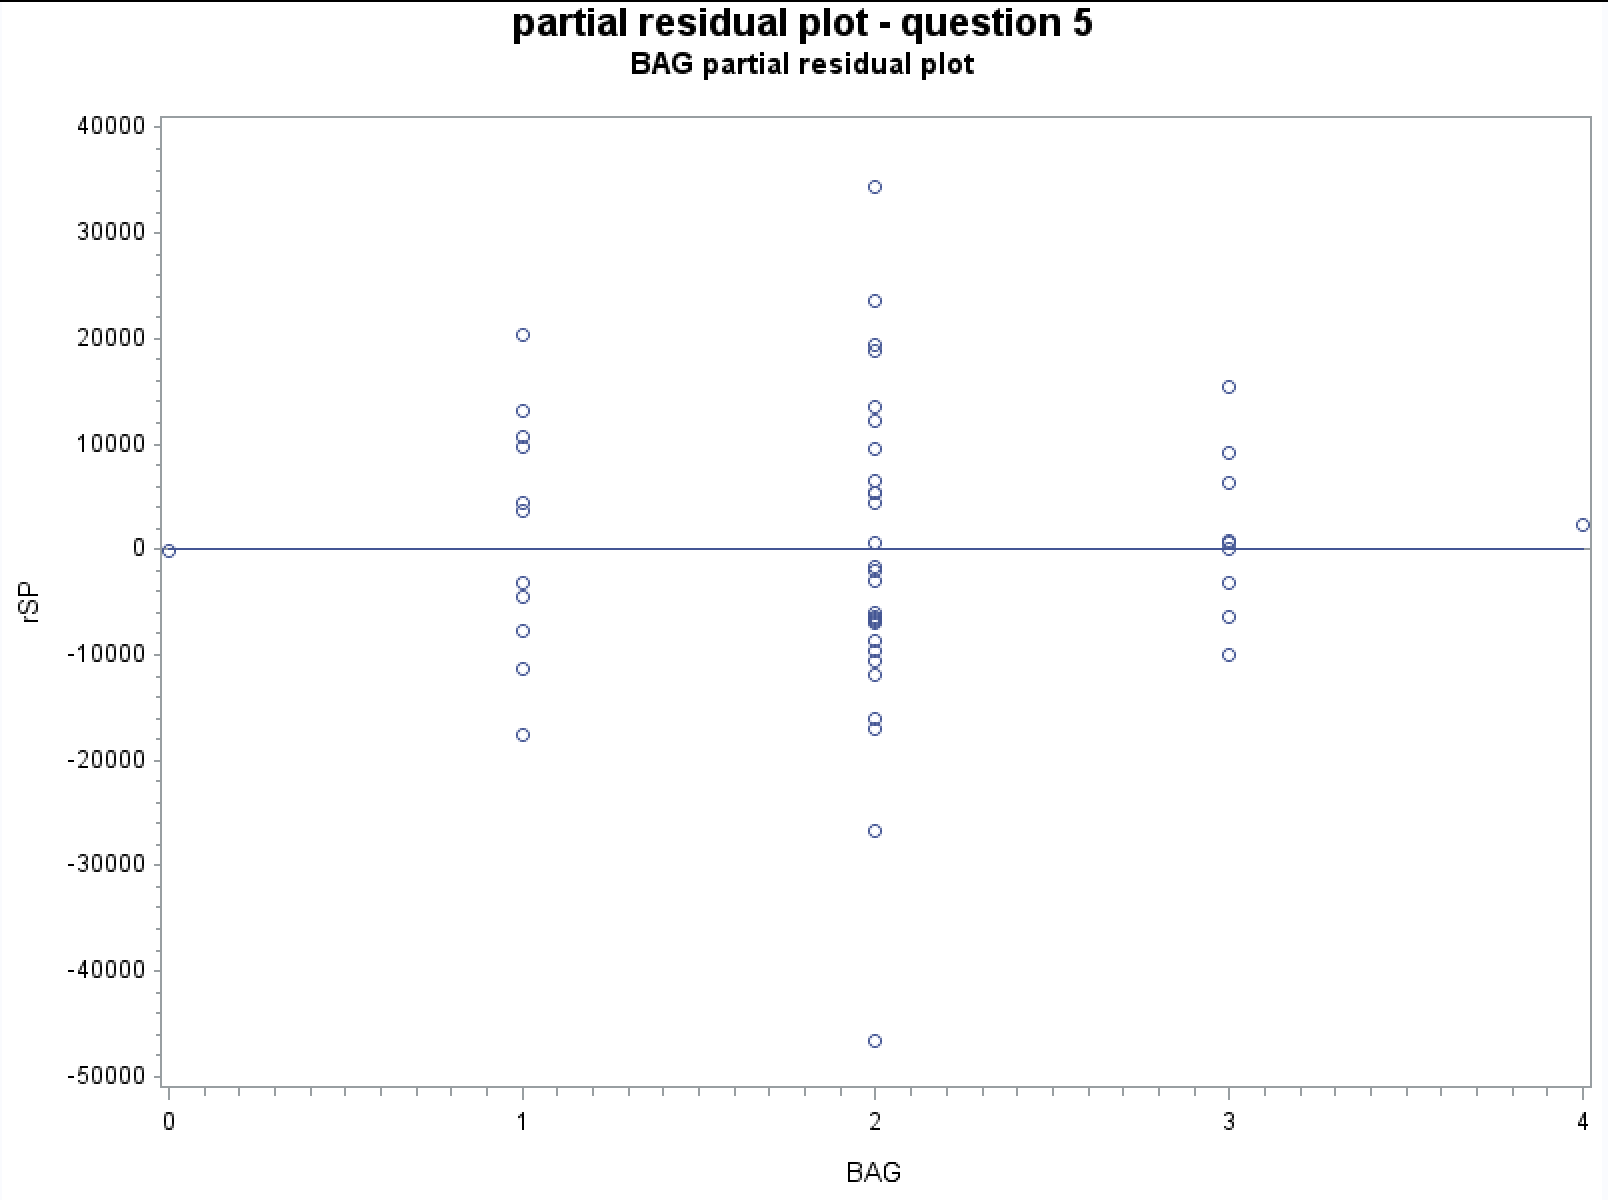 partial residual plot - question 5
BAG partial residual plot
40000
30000
20000
10000
0
-10000
-20000
-30000
-40000
-50000
rSP
0 1 2 3 4
BAG